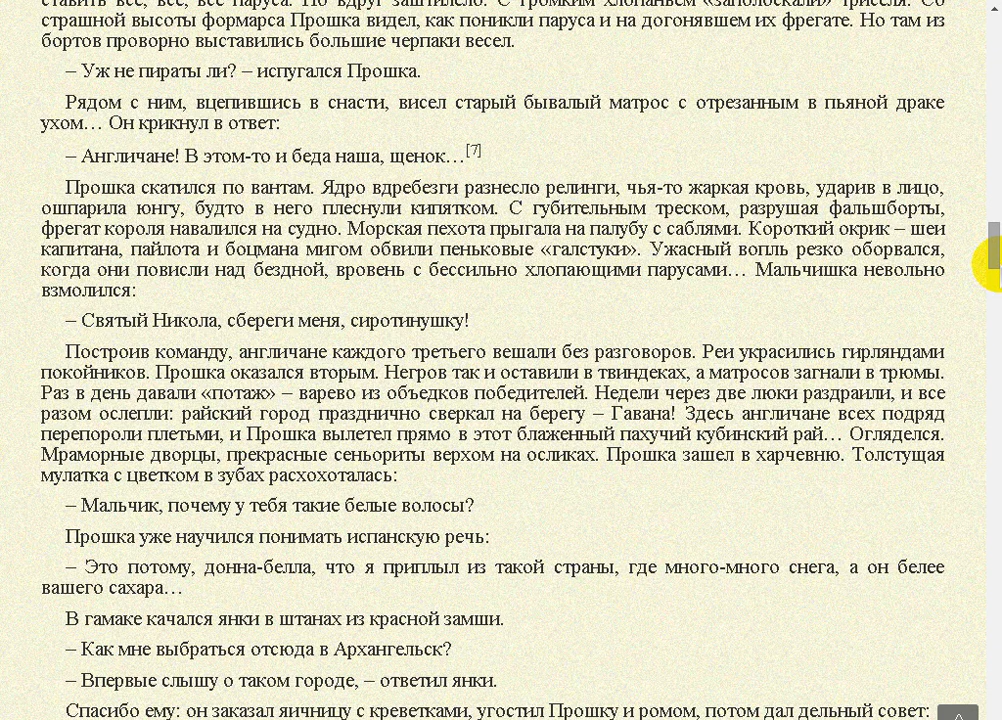 ставить все, все, все паруса. Но вдруг заштилело. С громким хлопаньем «заполоскали» триселя. Со
страшной высоты формарса Прошка видел, как поникли паруса и на догонявшем их фрегате. Но там из
бортов проворно выставились большие черпаки весел.
– Уж не пираты ли? – испугался Прошка.
Рядом с ним, вцепившись в снасти, висел старый бывалый матрос с отрезанным в пьяной драке
ухом… Он крикнул в ответ:
– Англичане! В этом-то и беда наша, щенок…[7]
Прошка скатился по вантам. Ядро вдребезги разнесло релинги, чья-то жаркая кровь, ударив в лицо,
ошпарила юнгу, будто в него плеснули кипятком. С губительным треском, разрушая фальшборты,
фрегат короля навалился на судно. Морская пехота прыгала на палубу с саблями. Короткий окрик – шеи
капитана, пайлота и боцмана мигом обвили пеньковые «галстуки». Ужасный вопль резко оборвался,
когда они повисли над бездной, вровень с бессильно хлопающими парусами… Мальчишка невольно
взмолился:
– Святый Никола, сбереги меня, сиротинушку!
Построив команду, англичане каждого третьего вешали без разговоров. Реи украсились гирляндами
покойников. Прошка оказался вторым. Негров так и оставили в твиндеках, а матросов загнали в трюмы.
Раз в день давали «потаж» – варево из объедков победителей. Недели через две люки раздраили, и все
разом ослепли: райский город празднично сверкал на берегу – Гавана! Здесь англичане всех подряд
перепороли плетьми, и Прошка вылетел прямо в этот блаженный пахучий кубинский рай… Огляделся.
Мраморные дворцы, прекрасные сеньориты верхом на осликах. Прошка зашел в харчевню. Толстущая
мулатка с цветком в зубах расхохоталась:
– Мальчик, почему у тебя такие белые волосы?
Прошка уже научился понимать испанскую речь:
– Это потому, донна-белла, что я приплыл из такой страны, где много-много снега, а он белее
вашего сахара…
В гамаке качался янки в штанах из красной замши.
– Как мне выбраться отсюда в Архангельск?
– Впервые слышу о таком городе, – ответил янки.
Спасибо ему: он заказал яичницу с креветками, угостил Прошку и ромом, потом дал дельный совет: